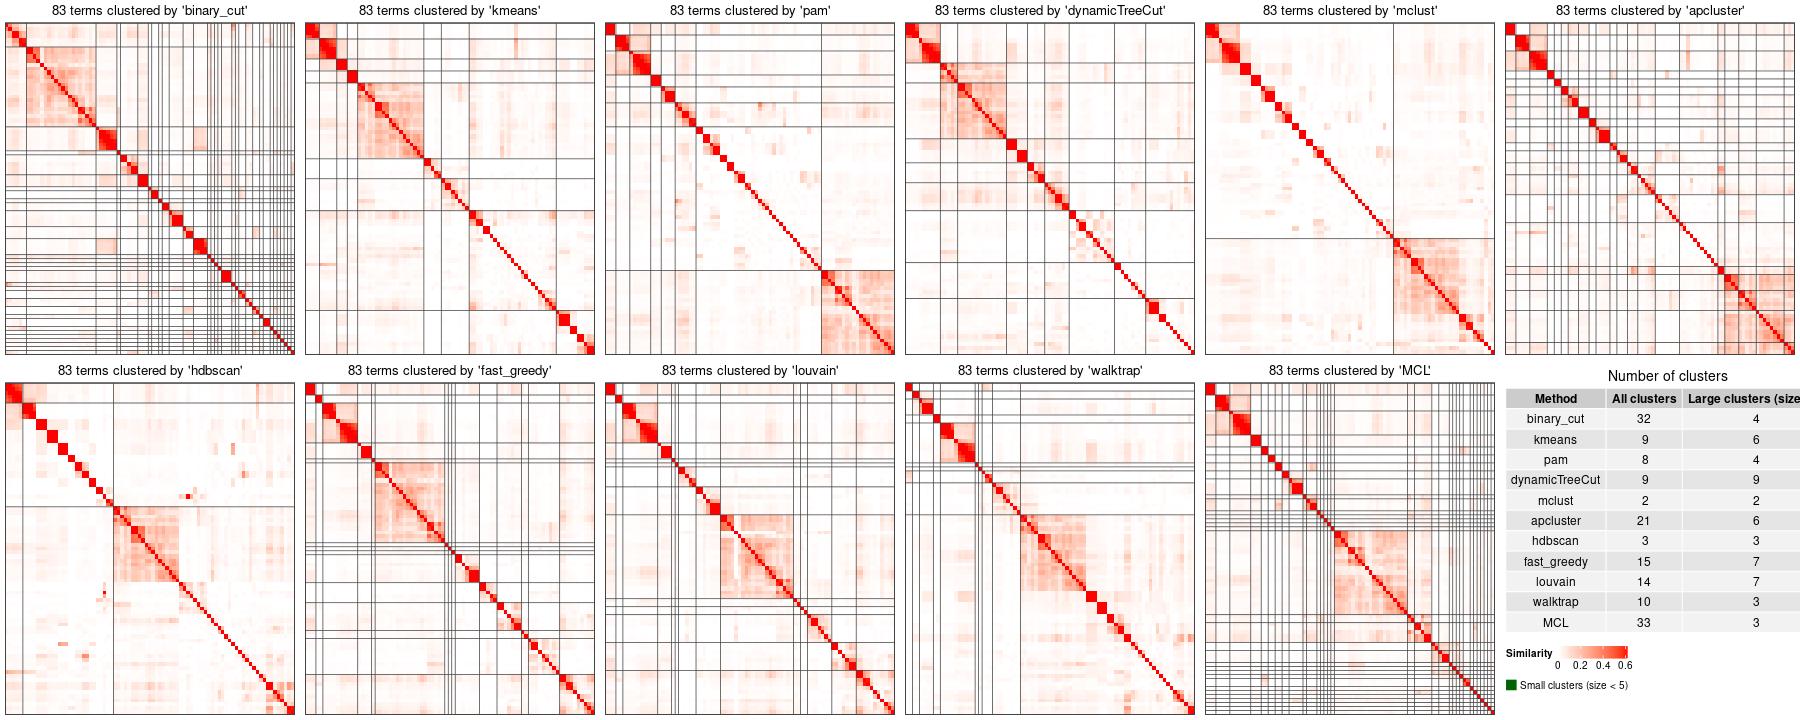 83 terms clustered by 'binary_cut'
83 terms clustered by 'kmeans'
83 terms clustered by 'pam'
83 terms clustered by 'dynamicTreeCut'
83 terms clustered by 'mclust'
83 terms clustered by 'apcluster'
83 terms clustered by 'hdbscan'
83 terms clustered by 'fast_greedy'
83 terms clustered by 'louvain'
83 terms clustered by 'walktrap'
83 terms clustered by 'MCL'
Number of clusters
Method All clusters Large clusters (size
binary_cut 32 4
kmeans 9 6
pam 8 4
dynamicTreeCut 9 9
mclust 2 2
apcluster 21 6
hdbscan 3 3
fast_greedy 15 7
louvain 14 7
walktrap 10 3
MCL 33 3
Similarity
0 0.2 0.4 0.6
Small clusters (size < 5)